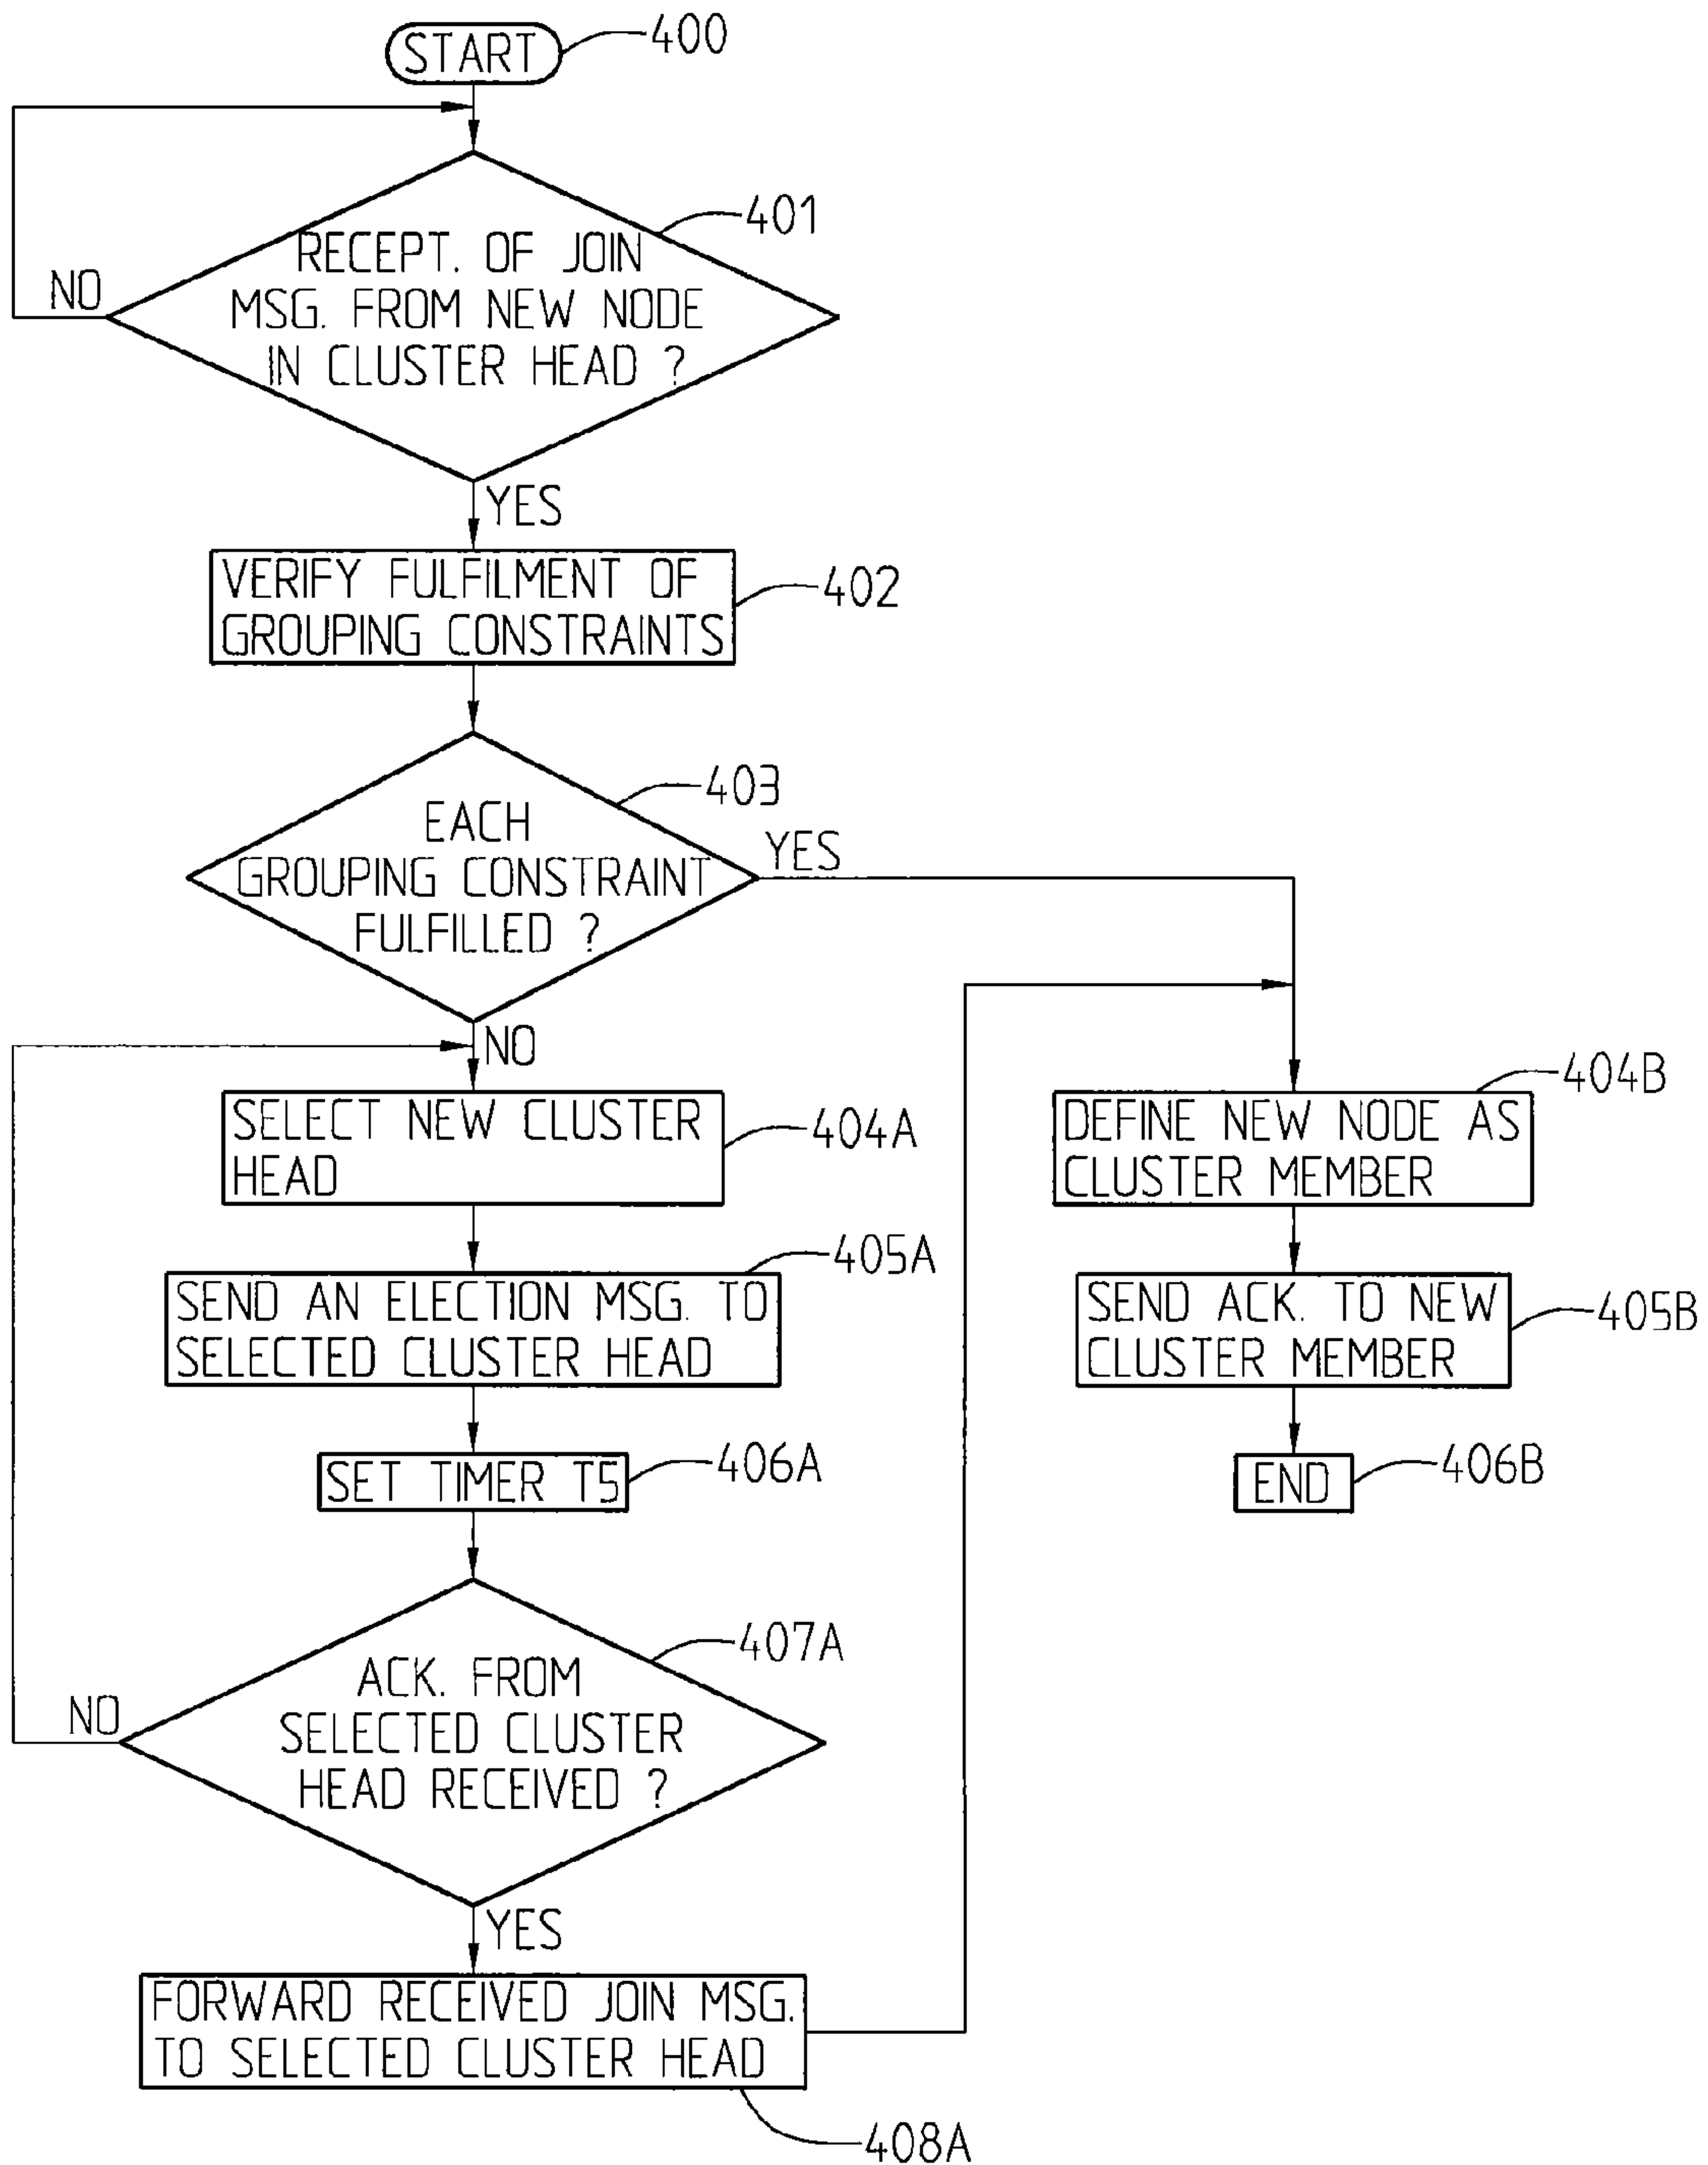 START
400
401
RECEPT. OF JOIN
MSG. FROM NEW NODE
IN CLUSTER HEAD ?
NO
YES
VERIFY FULFILMENT OF
GROUPING CONSTRAINTS
402
403
EACH
GROUPING CONSTRAINT
FULFILLED ?
YES
NO
SELECT NEW CLUSTER
HEAD
404A
DEFINE NEW NODE AS
CLUSTER MEMBER
404B
SEND AN ELECTION MSG. TO
SELECTED CLUSTER HEAD
405A
SEND ACK. TO NEW
CLUSTER MEMBER
405B
SET TIMER T5
406A
END
406B
407A
ACK. FROM
SELECTED CLUSTER
HEAD RECEIVED ?
NO
YES
FORWARD RECEIVED JOIN MSG.
TO SELECTED CLUSTER HEAD
408A